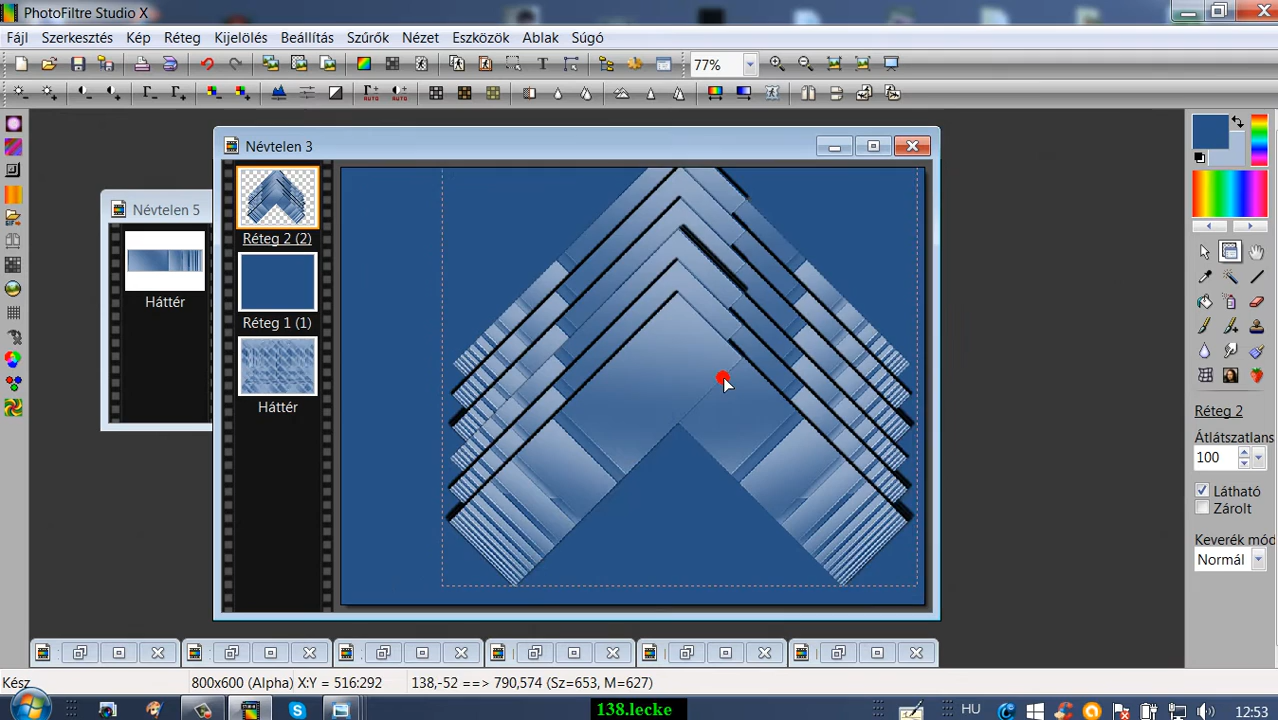 PhotoFiltre Studio X
Fájl Szerkesztés Kép Réteg Kijelölés Beállítás Szűrők Nézet Eszközök Ablak Súgó
77%
AUTO AUTO
Névtelen 3
Névtelen 5
Réteg 2 (2)
Háttér
Réteg 1 (1)
Háttér
Réteg 2
Átlátszatlans
100
Látható
Zárolt
Keverék mód
Normál
Kész
800x600 (Alpha) X:Y = 516:292
138,-52 ==> 790,574 (Sz=653, M=627)
138.lecke
HU
12:53